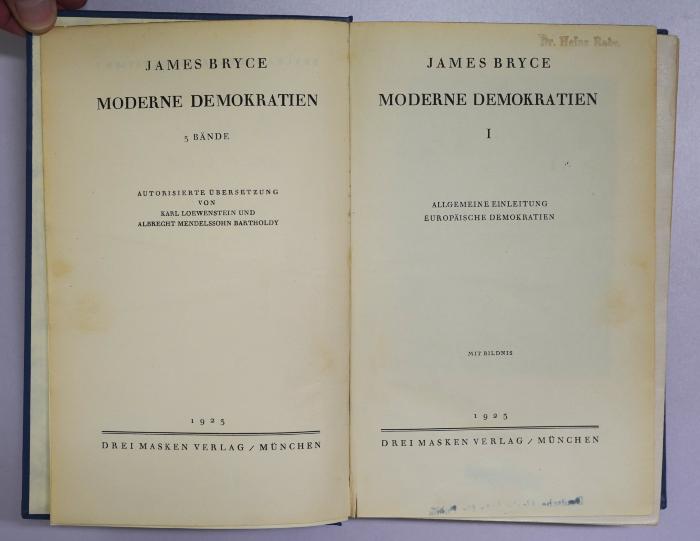 JAMES BRYCE
MODERNE DEMOKRATIEN
3 BÄNDE
AUTORISIERTE ÜBERSETZUNG
VON
KARL LOEWENSTEIN UND
ALBRECHT MENDELSSOHN BARTHOLDY
1925
DREI MASKEN VERLAG / MÜNCHEN
Dr. Heinz Rabe.
JAMES BRYCE
MODERNE DEMOKRATIEN
I
ALLGEMEINE EINLEITUNG
EUROPÄISCHE DEMOKRATIEN
MIT BILDNIS
1925
DREI MASKEN VERLAG / MÜNCHEN